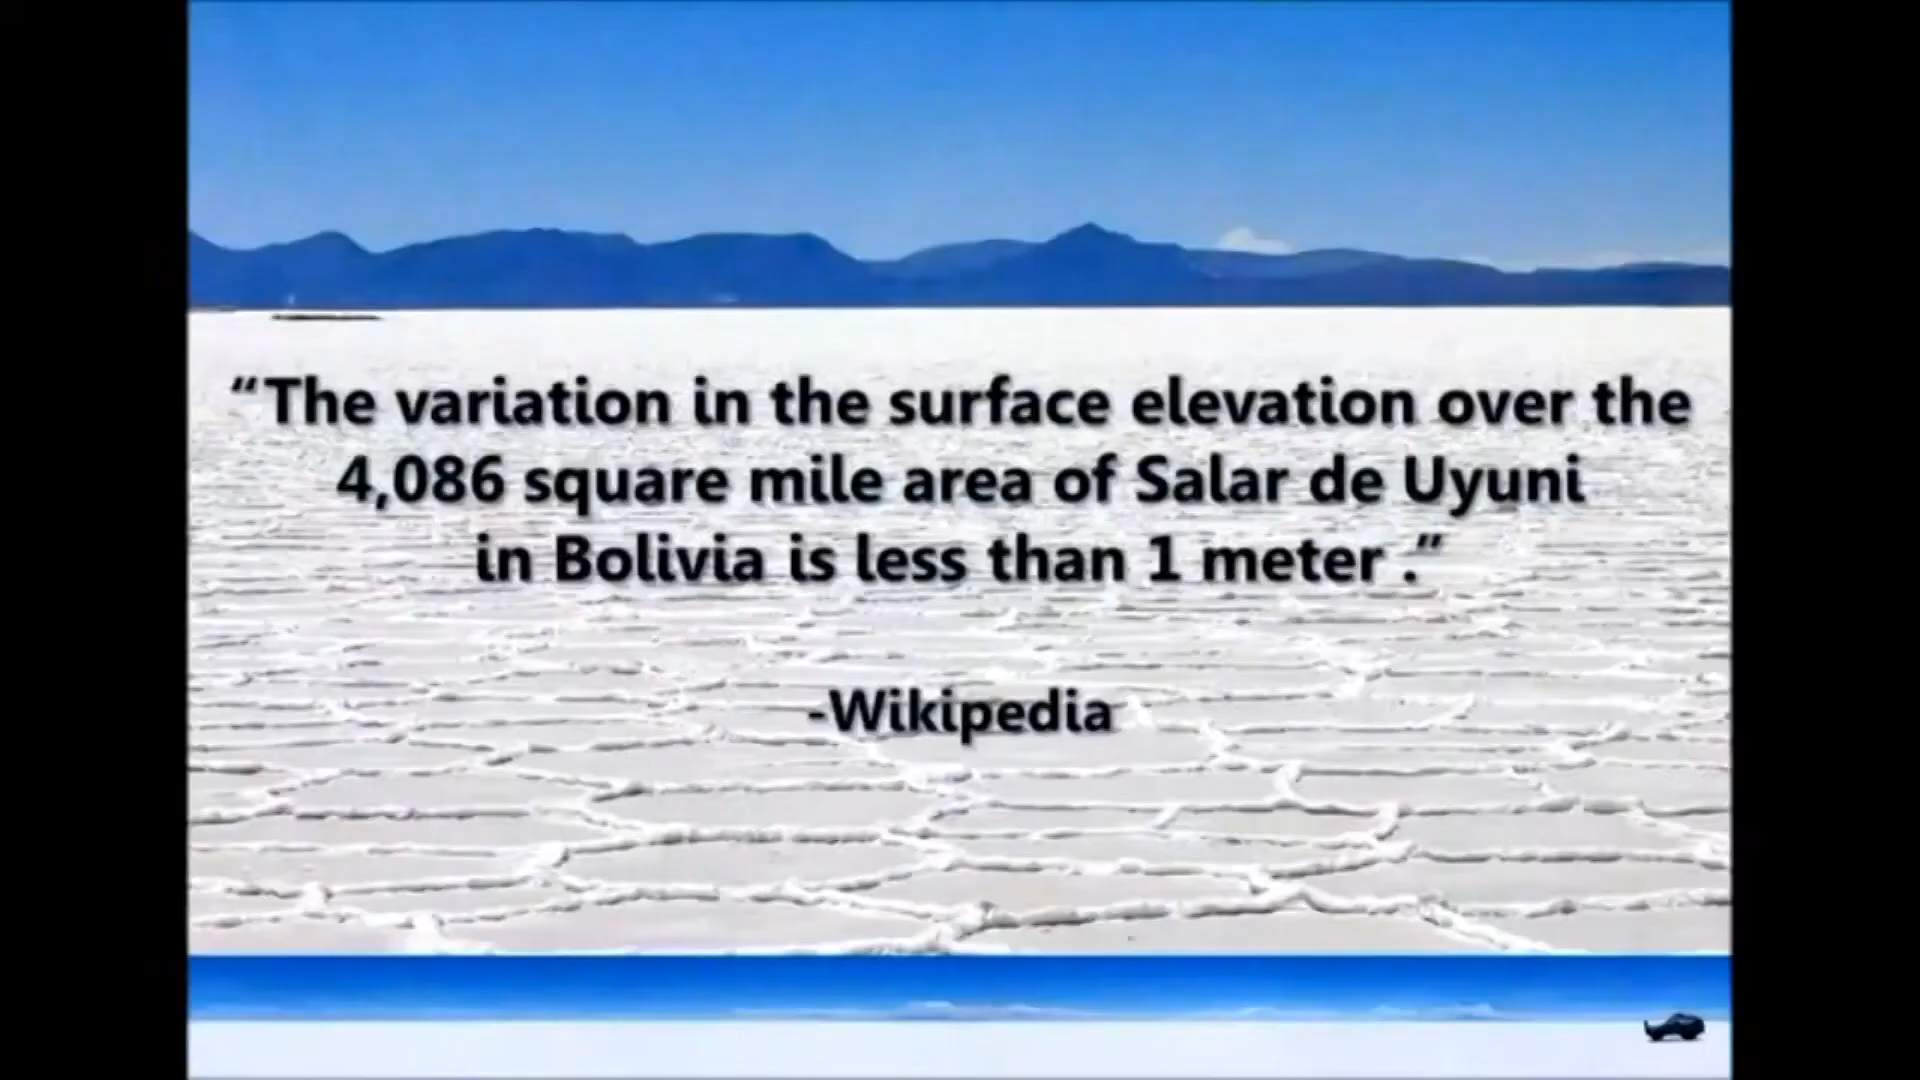 “The variation in the surface elevation over the
4,086 square mile area of Salar de Uyuni
in Bolivia is less than 1 meter .”
-Wikipedia